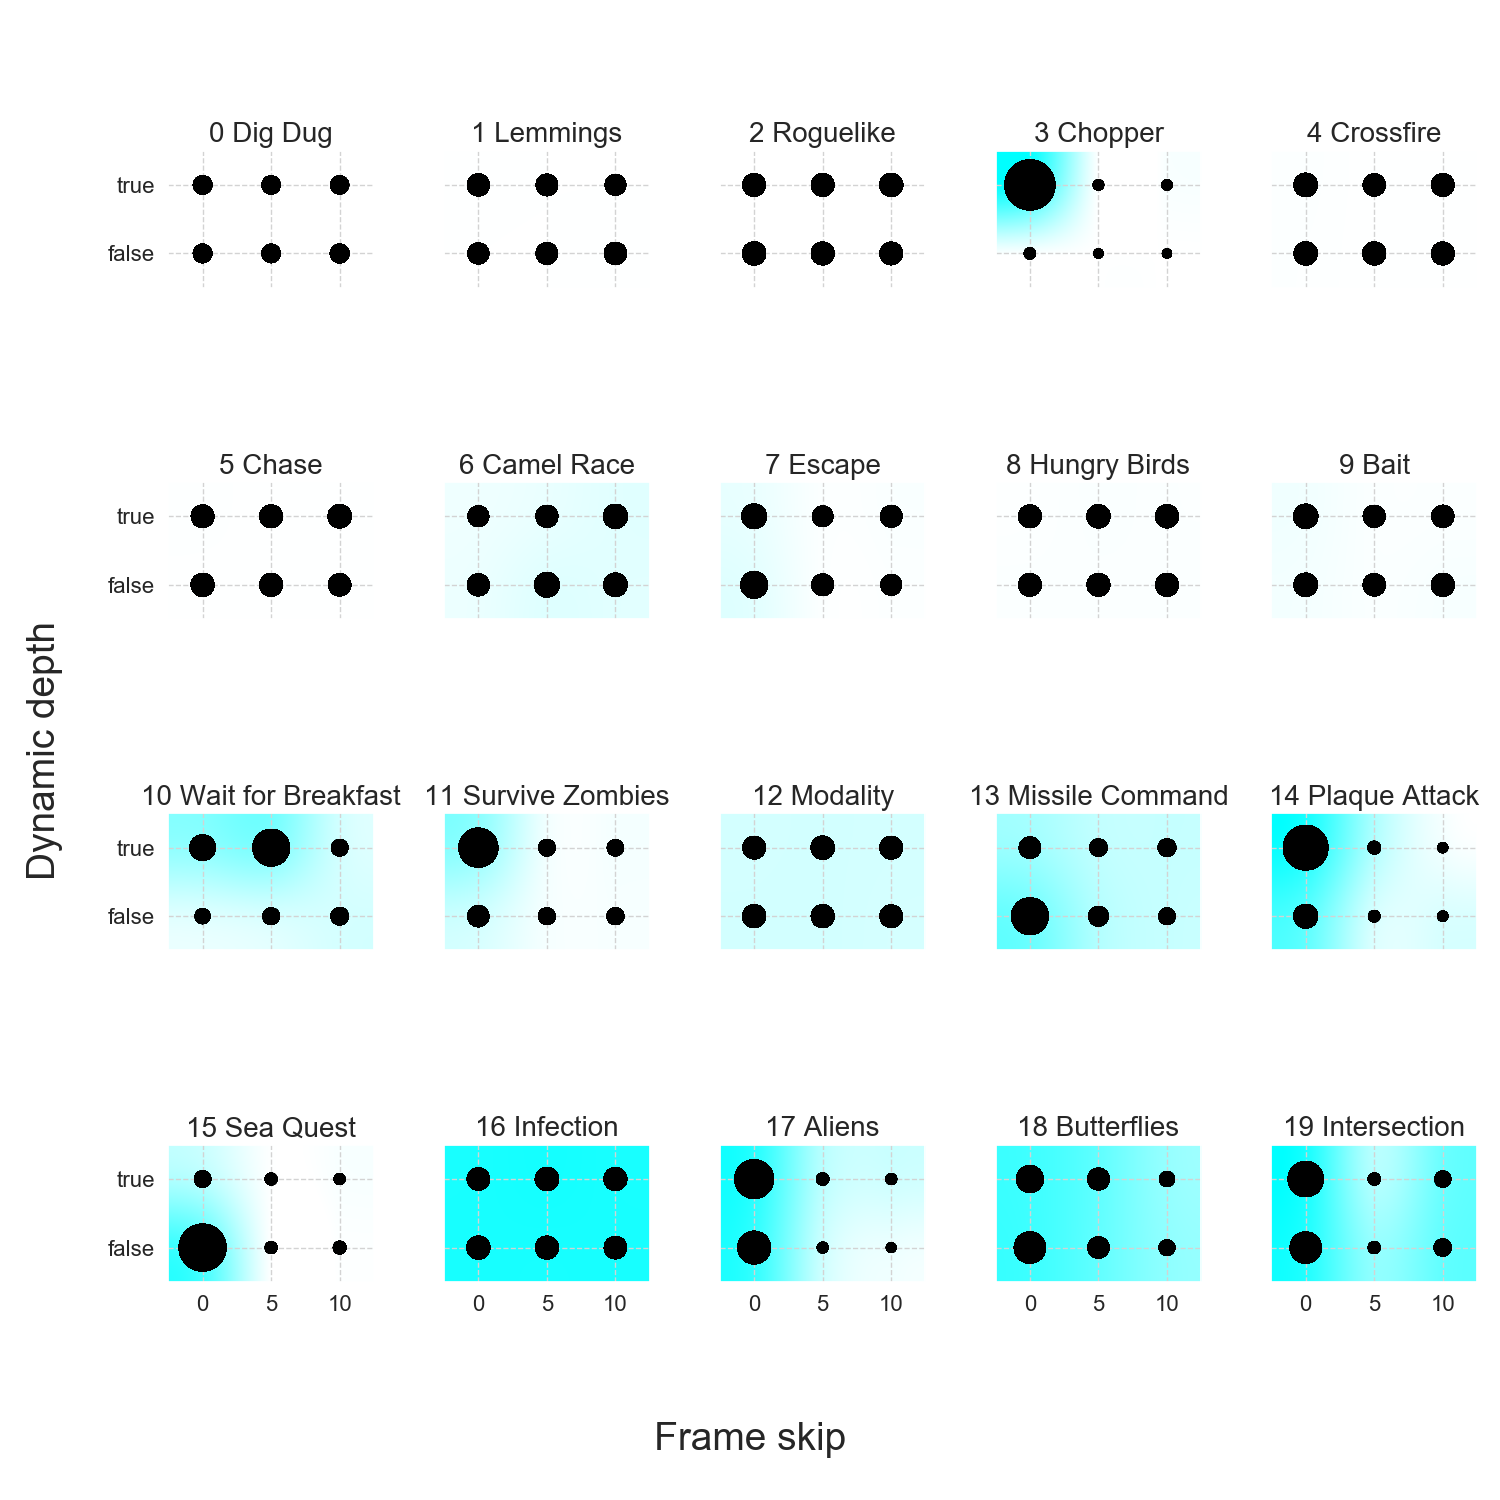 0 Dig Dug
1 Lemmings
2 Roguelike
3 Chopper
4 Crossfire
true
false
5 Chase
6 Camel Race
7 Escape
8 Hungry Birds
9 Bait
true
false
Dynamic depth
10 Wait for Breakfast
11 Survive Zombies
12 Modality
13 Missile Command
14 Plaque Attack
true
false
15 Sea Quest
16 Infection
17 Aliens
18 Butterflies
19 Intersection
true
false
0 5 10
0 5 10
0 5 10
0 5 10
0 5 10
Frame skip